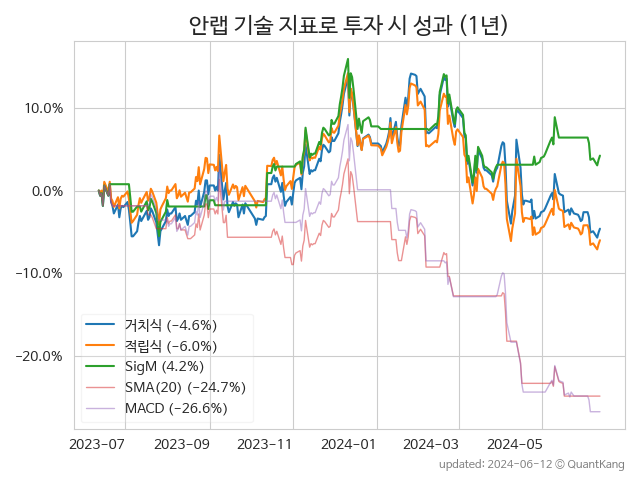 안랩 기술 지표로 투자 시 성과 (1년)
10.0%
0.0%
−10.0%
−20.0%
거치식 (−4.6%)
적립식 (−6.0%)
SigM (4.2%)
SMA(20) (−24.7%)
MACD (−26.6%)
2023−07 2023−09 2023−11 2024−01 2024−03 2024−05
updated: 2024−06−12 ⓒ QuantKang